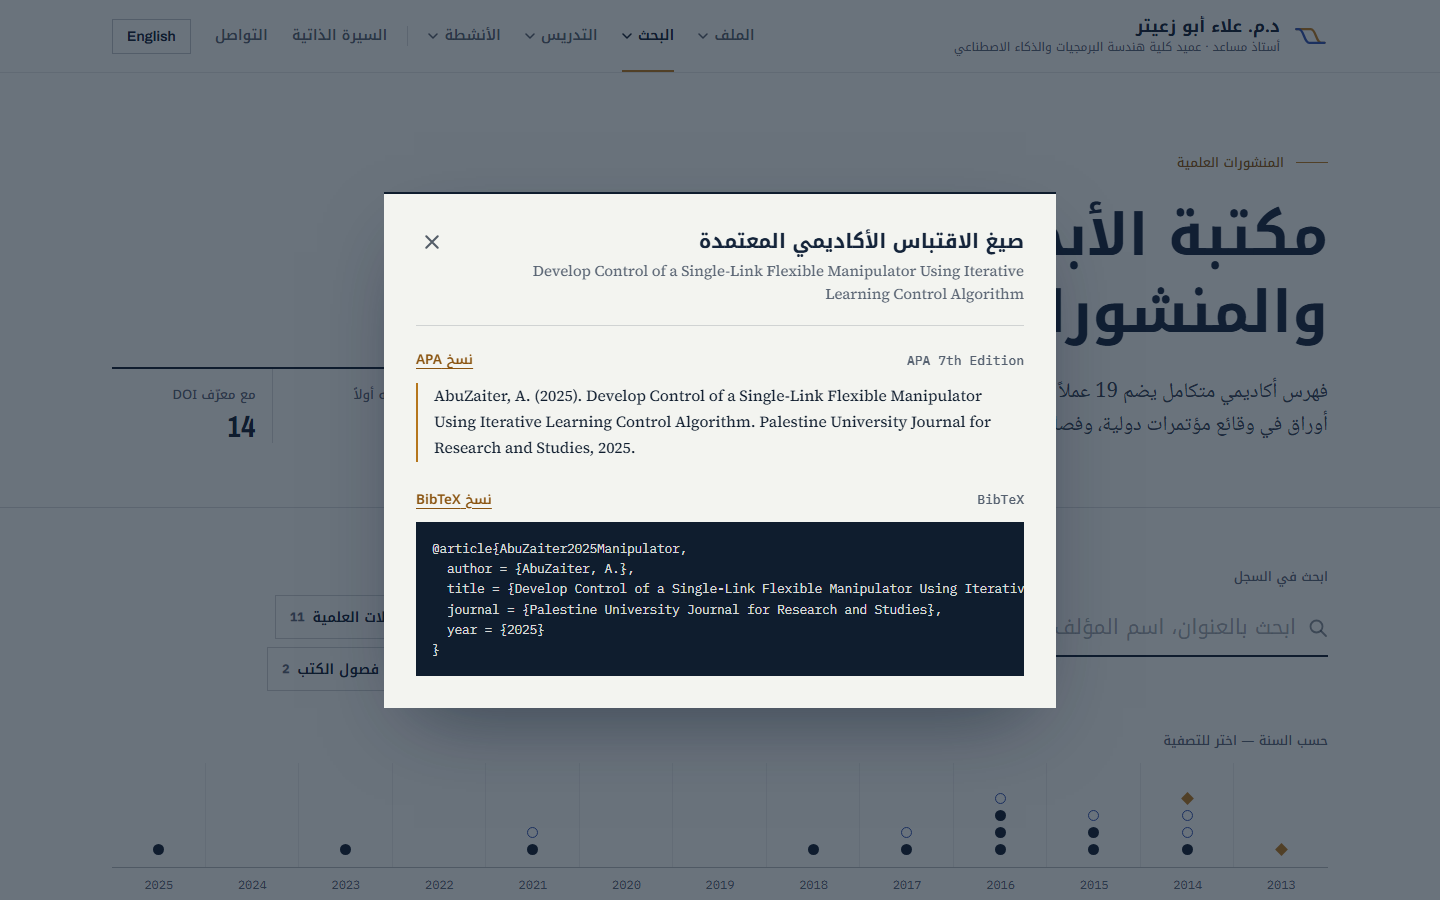 د.م. علاء أبو زعيتر
أستاذ مساعد · عميد كلية هندسة البرمجيات والذكاء الاصطناعي
الملف
البحث
التدريس
الأنشطة
السيرة الذاتية
التواصل
English
المنشورات العلمية
مكتبة
والمنشورا
فهرس أكاديمي متكامل يضم 19 عملاً
أوراق في وقائع مؤتمرات دولية، وفصا
أولاً
مع معرّف DOI
14
صيغ الاقتباس الأكاديمي المعتمدة
Develop Control of a Single-Link Flexible Manipulator Using Iterative
Learning Control Algorithm
APA 7th Edition
نسخ APA
AbuZaiter, A. (2025). Develop Control of a Single-Link Flexible Manipulator
Using Iterative Learning Control Algorithm. Palestine University Journal for
Research and Studies, 2025.
BibTeX
نسخ BibTeX
@article{AbuZaiter2025Manipulator,
author = {AbuZaiter, A.},
title = {Develop Control of a Single-Link Flexible Manipulator Using Iterativ
journal = {Palestine University Journal for Research and Studies},
year = {2025}
}
ابحث في السجل
ابحث بالعنوان، اسم المؤلف
لات العلمية 11
فصول الكتب 2
حسب السنة — اختر للتصفية
2025 2024 2023 2022 2021 2020 2019 2018 2017 2016 2015 2014 2013